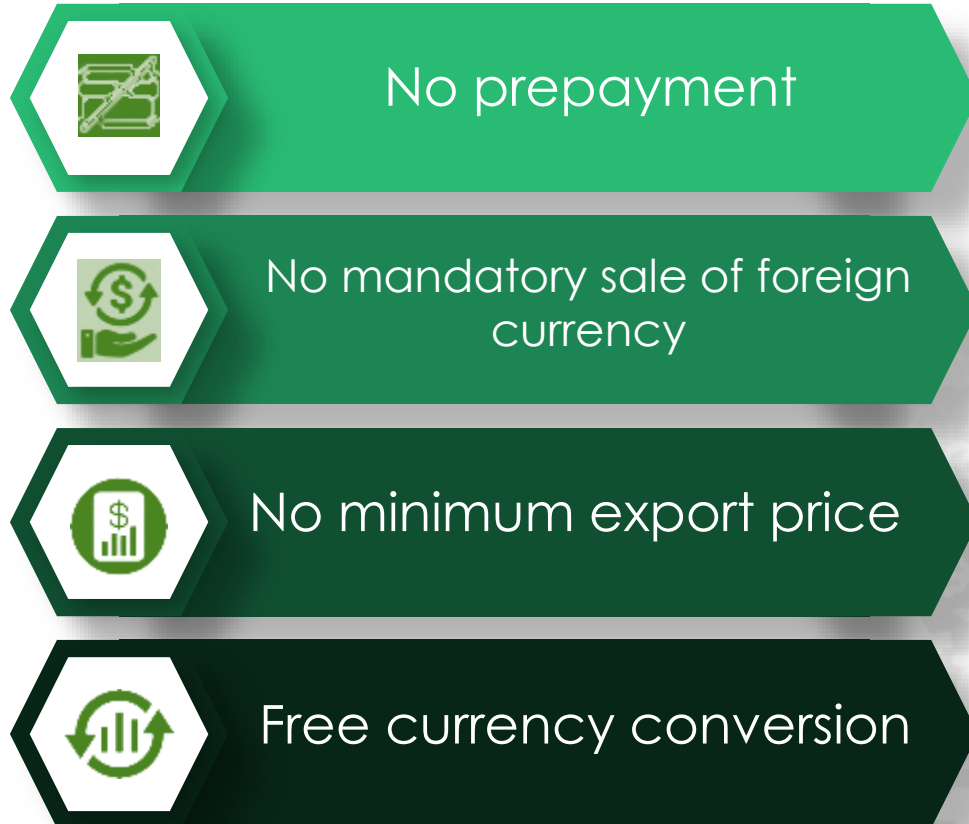 No prepayment
No mandatory sale of foreign
currency
No minimum export price
Free currency conversion
$
$